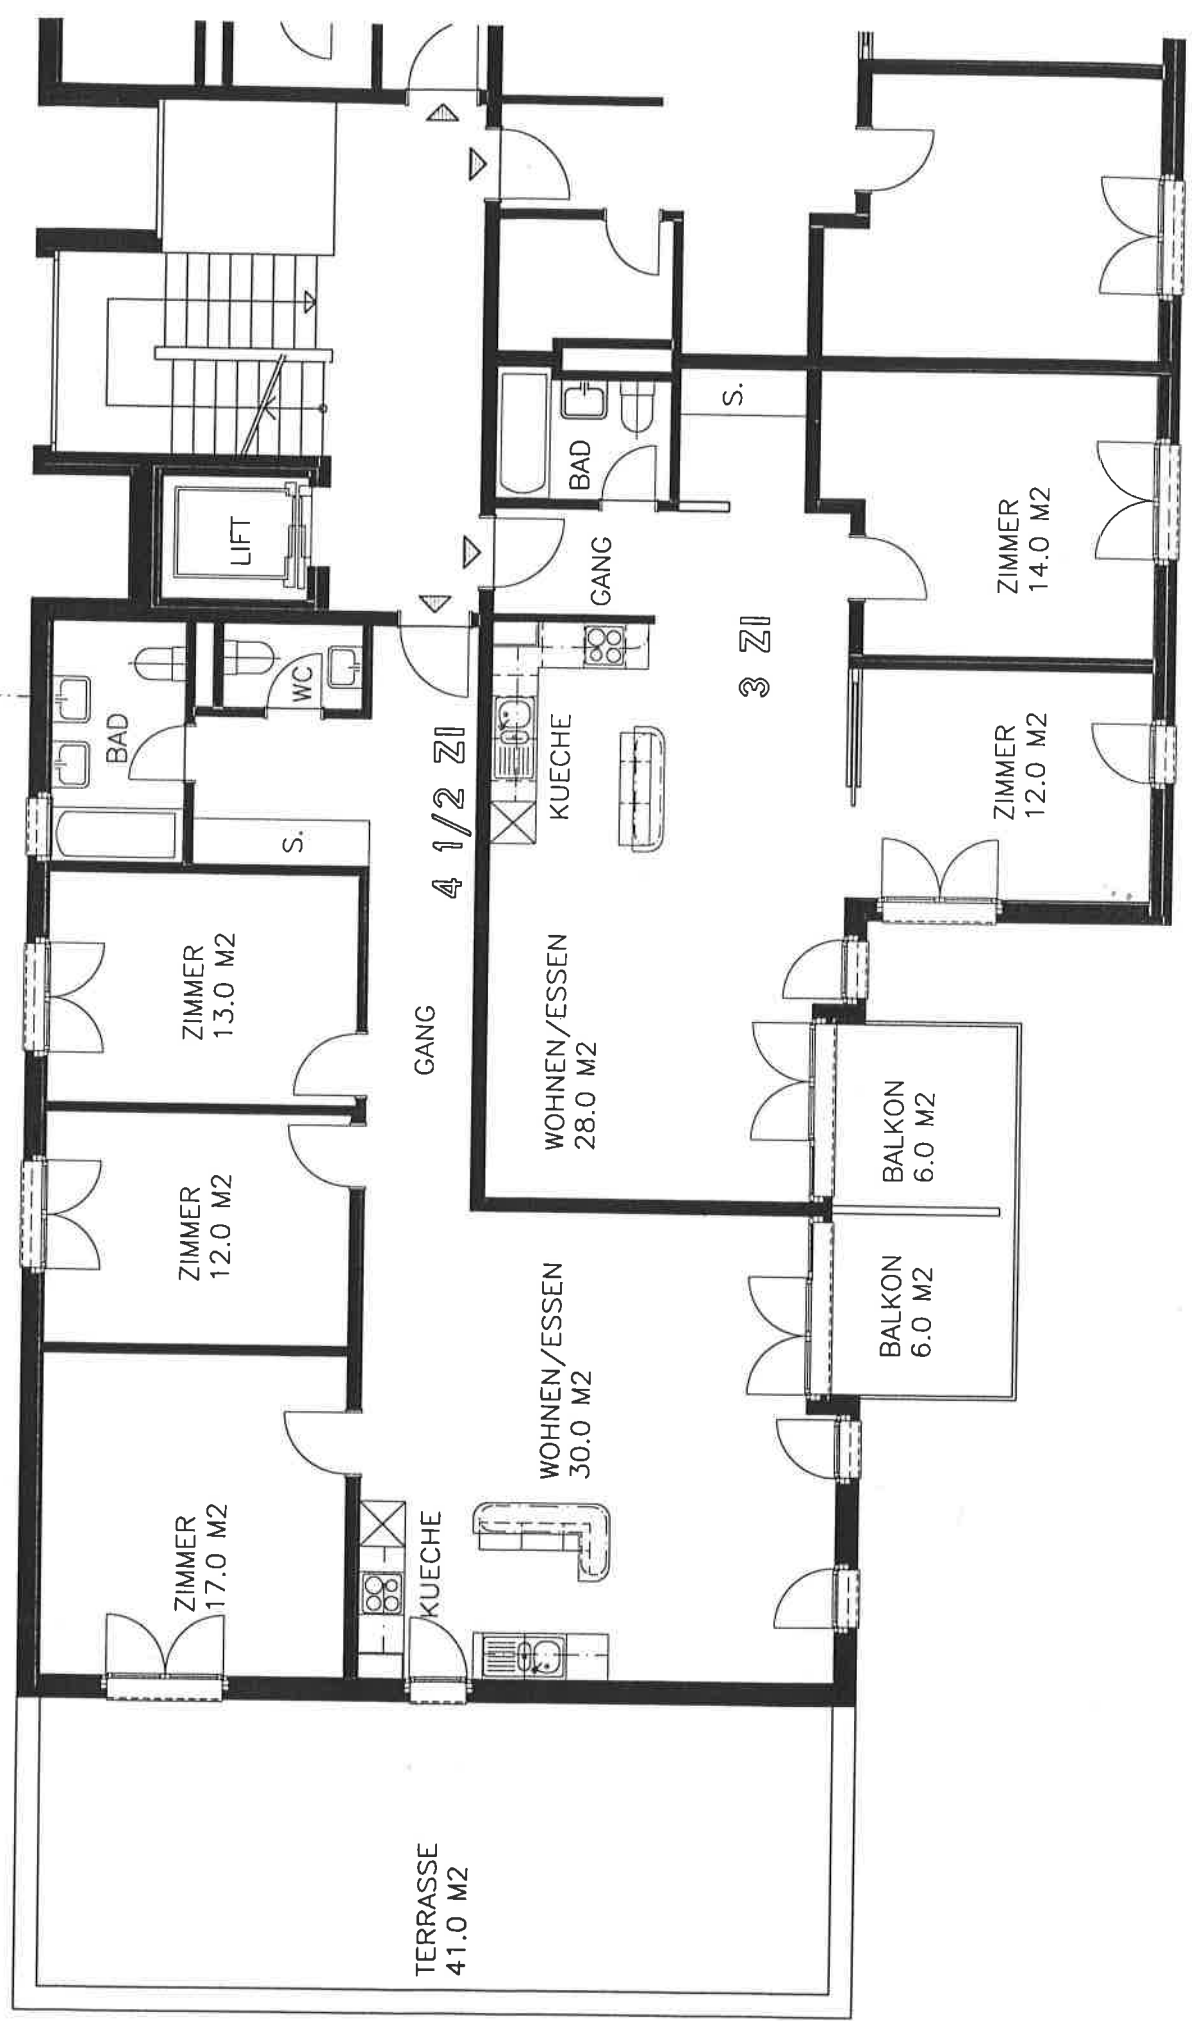 TERRASSE
41.0 M2
ZIMMER
17.0 M2
ZIMMER
12.0 M2
ZIMMER
13.0 M2
BAD
WC
S.
LIFT
KUECHE
WOHNEN/ESSEN
30.0 M2
GANG
4 1/2 ZI
BALKON
6.0 M2
WOHNEN/ESSEN
28.0 M2
KUECHE
3 ZI
GANG
BAD
S.
BALKON
6.0 M2
ZIMMER
12.0 M2
ZIMMER
14.0 M2